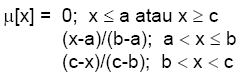 μ[x] = 0; x ≤ a atau x ≥ c
(x-a)/(b-a); a < x ≤ b
(c-x)/(c-b); b < x < c